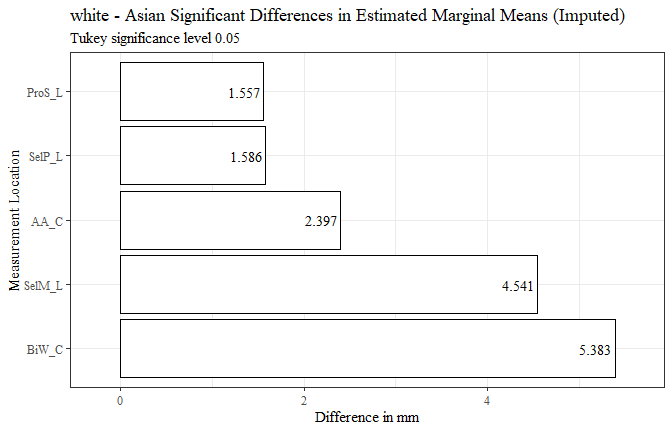 white - Asian Significant Differences in Estimated Marginal Means (Imputed)
Tukey significance level 0.05
Measurement Location
ProS_L
1.557
SelP_L
1.586
AA_C
2.397
SelM_L
4.541
BiW_C
5.383
0 2 4
Difference in mm